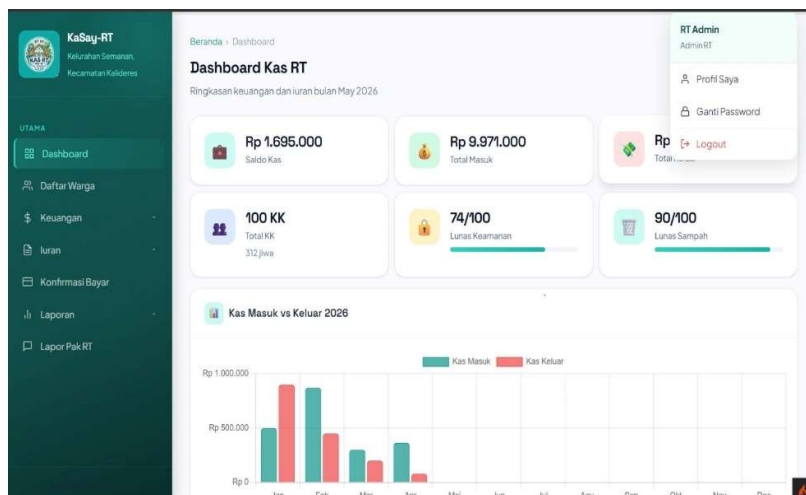 KaSay-RT
Kelurahan Semanan,
Kecamatan Kalideres
UTAMA
Dashboard
Daftar Warga
Keuangan
Iuran
Konfirmasi Bayar
Laporan
Lapor Pak RT
Beranda › Dashboard
Dashboard Kas RT
Ringkasan keuangan dan iuran bulan May 2026
RT Admin
Admin RT
Profil Saya
Ganti Password
Logout
Rp 1.695.000
Saldo Kas
Rp 9.971.000
Total Masuk
Rp
100 KK
Total KK
312 jiwa
74/100
Lunas Keamanan
90/100
Lunas Sampah
Kas Masuk vs Keluar 2026
Kas Masuk
Kas Keluar
Rp 1.000.000
Rp 500.000
Rp 0